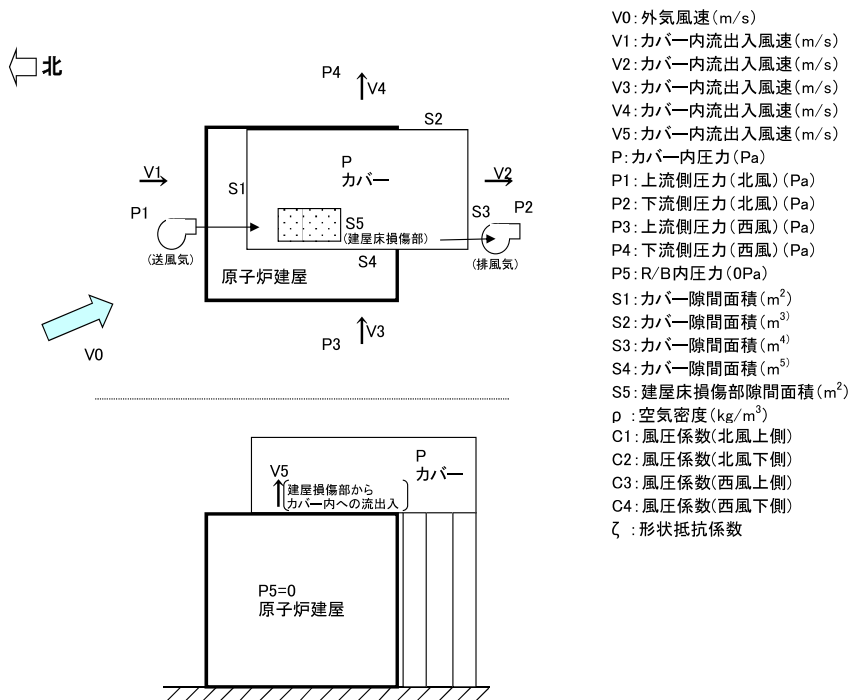 北
P4
V4
S2
V1
P
カバー
V2
S1
P1
S5
(建屋床損傷部)
S3
P2
(送風気)
S4
(排風気)
原子炉建屋
P3
V3
V0
P
カバー
V5
建屋損傷部から
カバー内への流出入
P5=0
原子炉建屋
V0:外気風速(m/s)
V1:カバー内流出入風速(m/s)
V2:カバー内流出入風速(m/s)
V3:カバー内流出入風速(m/s)
V4:カバー内流出入風速(m/s)
V5:カバー内流出入風速(m/s)
P:カバー内圧力(Pa)
P1:上流側圧力(北風)(Pa)
P2:下流側圧力(北風)(Pa)
P3:上流側圧力(西風)(Pa)
P4:下流側圧力(西風)(Pa)
P5:R/B内圧力(0Pa)
S1:カバー隙間面積(m²)
S2:カバー隙間面積(m³)
S3:カバー隙間面積(m⁴)
S4:カバー隙間面積(m⁵)
S5:建屋床損傷部隙間面積(m²)
ρ:空気密度(kg/m³)
C1:風圧係数(北風上側)
C2:風圧係数(北風下側)
C3:風圧係数(西風上側)
C4:風圧係数(西風下側)
ζ:形状抵抗係数